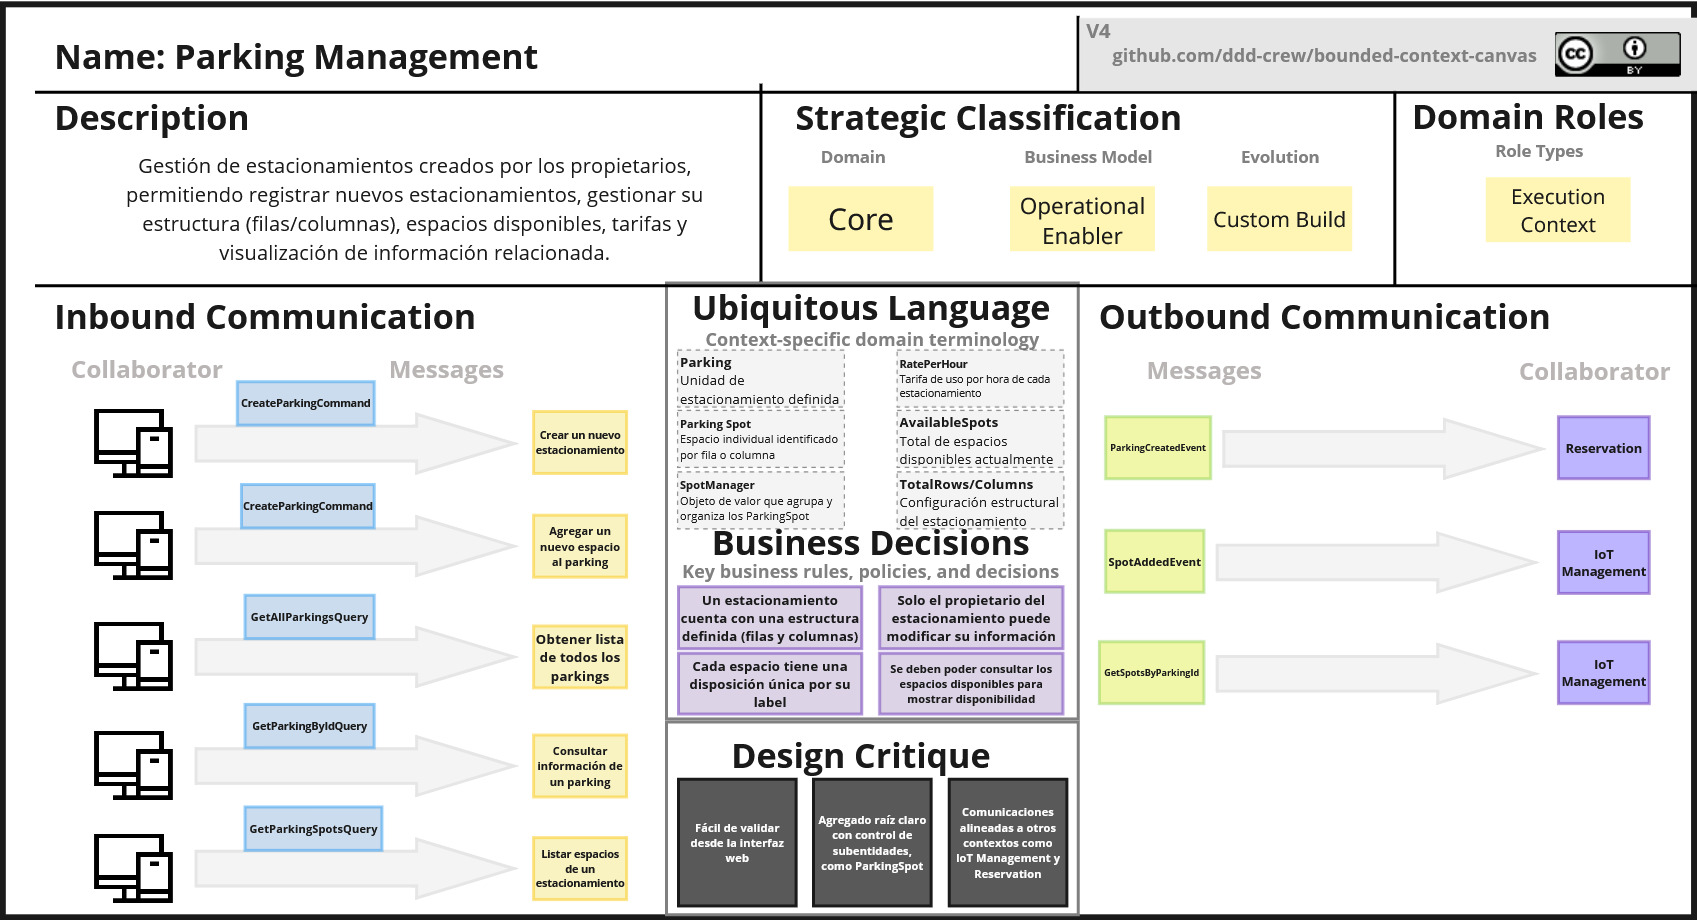 Name: Parking Management
V4
github.com/ddd-crew/bounded-context-canvas
cc
BY
Description
Gestión de estacionamientos creados por los propietarios,
permitiendo registrar nuevos estacionamientos, gestionar su
estructura (filas/columnas), espacios disponibles, tarifas y
visualización de información relacionada.
Strategic Classification
Domain
Business Model
Evolution
Core
Operational
Enabler
Custom Build
Domain Roles
Role Types
Execution
Context
Inbound Communication
Collaborator
Messages
CreateParkingCommand
Crear un nuevo
estacionamiento
CreateParkingCommand
Agregar un
nuevo espacio
al parking
GetAllParkingsQuery
Obtener lista
de todos los
parkings
GetParkingByIdQuery
Consultar
información de
un parking
GetParkingSpotsQuery
Listar espacios
de un
estacionamiento
Ubiquitous Language
Context-specific domain terminology
Parking
Unidad de
estacionamiento definida
RatePerHour
Tarifa de uso por hora de cada
estacionamiento
Parking Spot
Espacio individual identificado
por fila o columna
AvailableSpots
Total de espacios
disponibles actualmente
SpotManager
Objeto de valor que agrupa y
organiza los ParkingSpot
TotalRows/Columns
Configuración estructural
del estacionamiento
Business Decisions
Key business rules, policies, and decisions
Un estacionamiento
cuenta con una estructura
definida (filas y columnas)
Solo el propietario del
estacionamiento puede
modificar su información
Cada espacio tiene una
disposición única por su
label
Se deben poder consultar los
espacios disponibles para
mostrar disponibilidad
Design Critique
Fácil de validar
desde la interfaz
web
Agregado raíz claro
con control de
subentidades,
como ParkingSpot
Comunicaciones
alineadas a otros
contextos como
IoT Management y
Reservation
Outbound Communication
Messages
Collaborator
ParkingCreatedEvent
Reservation
SpotAddedEvent
IoT
Management
GetSpotsByParkingId
IoT
Management